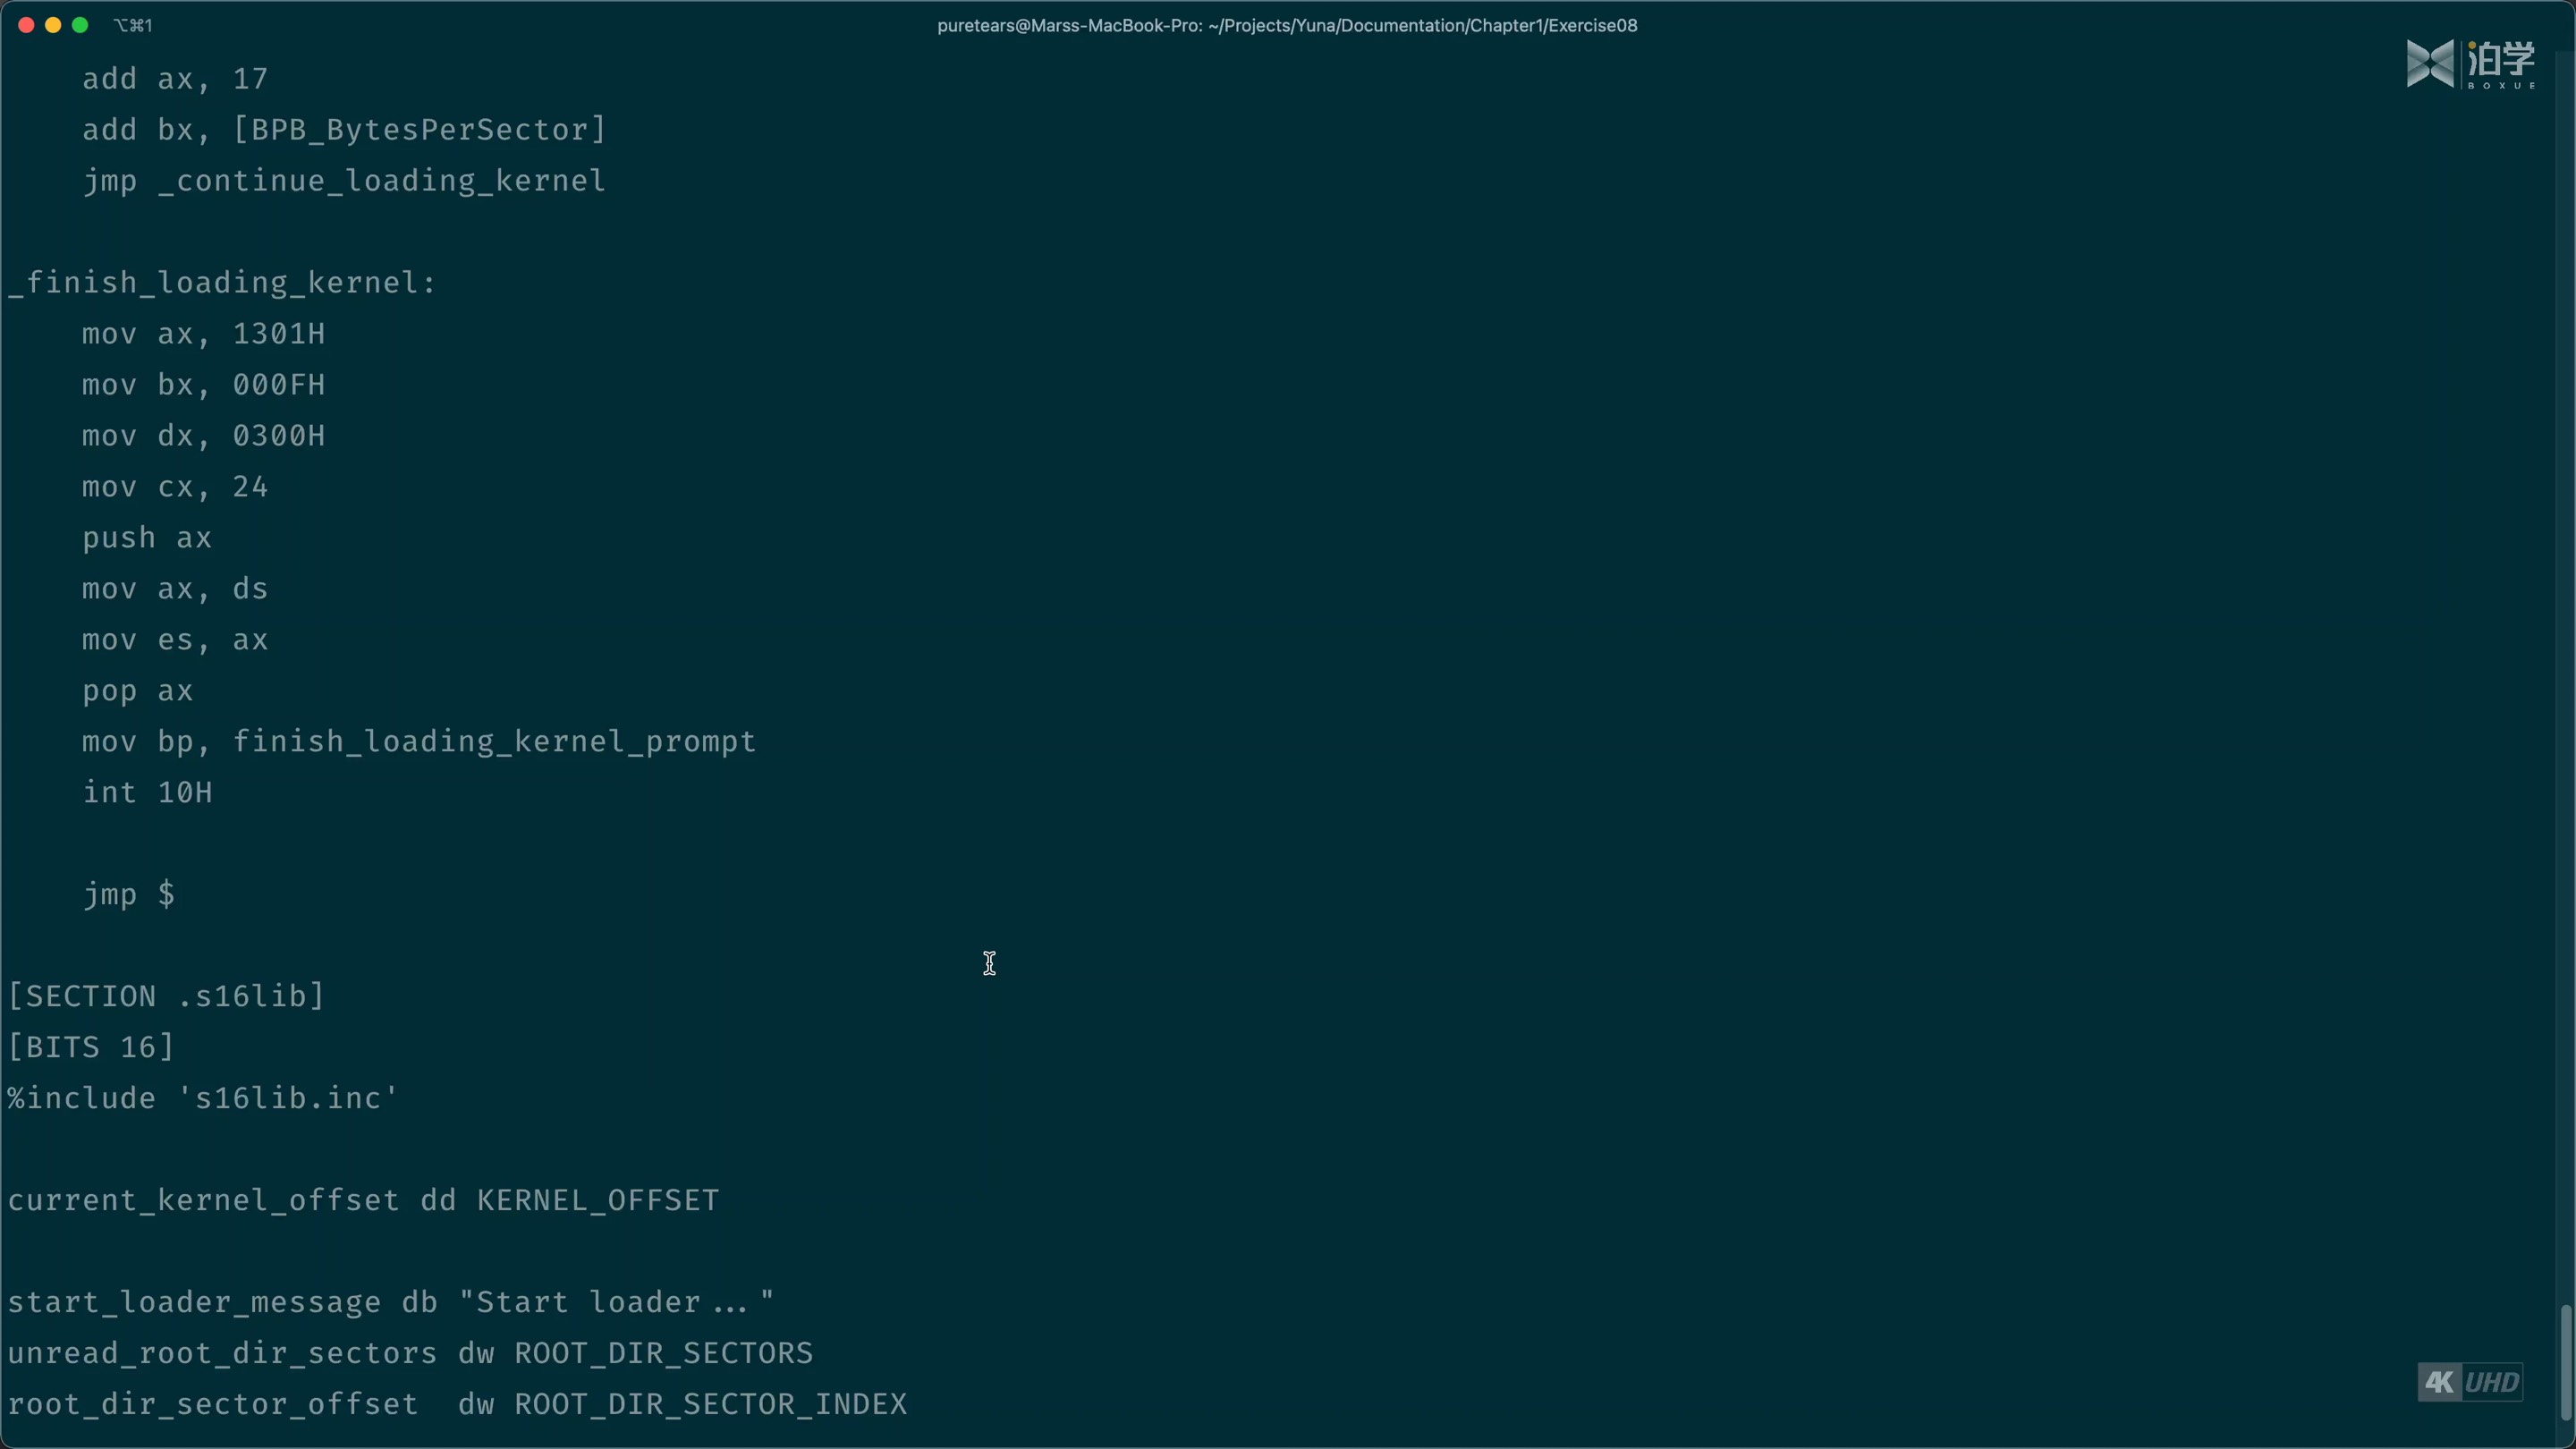 ⌥⌘1
puretears@Marss-MacBook-Pro: ~/Projects/Yuna/Documentation/Chapter1/Exercise08
泊学
BOXUE
add ax, 17
add bx, [BPB_BytesPerSector]
jmp _continue_loading_kernel
_finish_loading_kernel:
mov ax, 1301H
mov bx, 000FH
mov dx, 0300H
mov cx, 24
push ax
mov ax, ds
mov es, ax
pop ax
mov bp, finish_loading_kernel_prompt
int 10H
jmp $
[SECTION .s16lib]
[BITS 16]
%include 's16lib.inc'
current_kernel_offset dd KERNEL_OFFSET
start_loader_message db "Start loader..."
unread_root_dir_sectors dw ROOT_DIR_SECTORS
root_dir_sector_offset  dw ROOT_DIR_SECTOR_INDEX
4K UHD